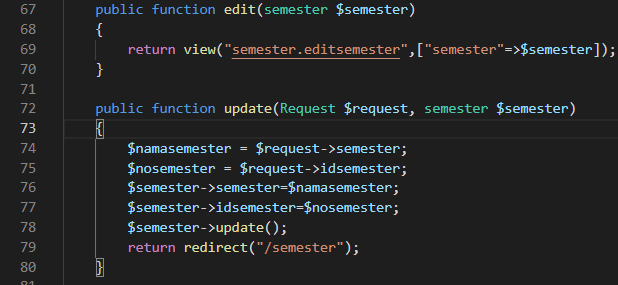 67 public function edit(semester $semester)
68 {
69 return view("semester.editsemester",["semester"=>$semester]);
70 }
71
72 public function update(Request $request, semester $semester)
73 {
74 $namasemester = $request->semester;
75 $nosemester = $request->idsemester;
76 $semester->semester=$namasemester;
77 $semester->idsemester=$nosemester;
78 $semester->update();
79 return redirect("/semester");
80 }